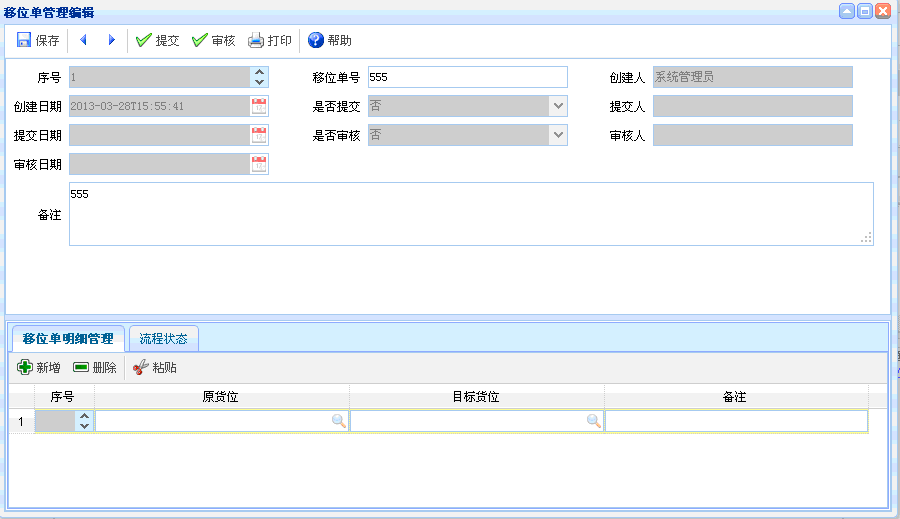 移位单管理编辑
保存 提交 审核 打印 帮助
序号 1 移位单号 555 创建人 系统管理员
创建日期 2013-03-28T15:55:41 是否提交 否 提交人
提交日期 是否审核 否 审核人
审核日期
备注 555
移位单明细管理 流程状态
新增 删除 粘贴
序号 原货位 目标货位 备注
1